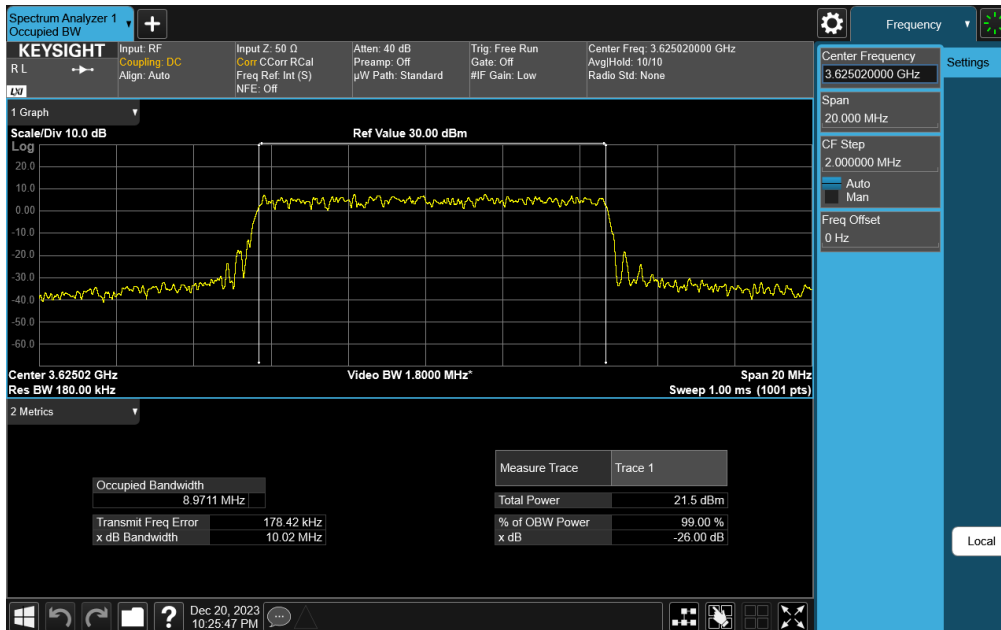 Spectrum Analyzer 1
Occupied BW
+
Frequency
KEYSIGHT
R L
LXI
Input: RF
Coupling: DC
Align: Auto
Input Z: 50 Ω
Corr CCorr RCal
Freq Ref: Int (S)
NFE: Off
Atten: 40 dB
Preamp: Off
µW Path: Standard
Trig: Free Run
Gate: Off
#IF Gain: Low
Center Freq: 3.625020000 GHz
Avg|Hold: 10/10
Radio Std: None
Center Frequency
3.625020000 GHz
Settings
Span
20.000 MHz
CF Step
2.000000 MHz
Auto
Man
Freq Offset
0 Hz
1 Graph
Scale/Div 10.0 dB
Ref Value 30.00 dBm
Log
20.0
10.0
0.00
-10.0
-20.0
-30.0
-40.0
-50.0
-60.0
Center 3.62502 GHz
Video BW 1.8000 MHz*
Span 20 MHz
Res BW 180.00 kHz
Sweep 1.00 ms (1001 pts)
2 Metrics
Measure Trace
Trace 1
Occupied Bandwidth
8.9711 MHz
Total Power
21.5 dBm
Transmit Freq Error
178.42 kHz
% of OBW Power
99.00 %
x dB Bandwidth
10.02 MHz
x dB
-26.00 dB
Local
?
Dec 20, 2023
10:25:47 PM